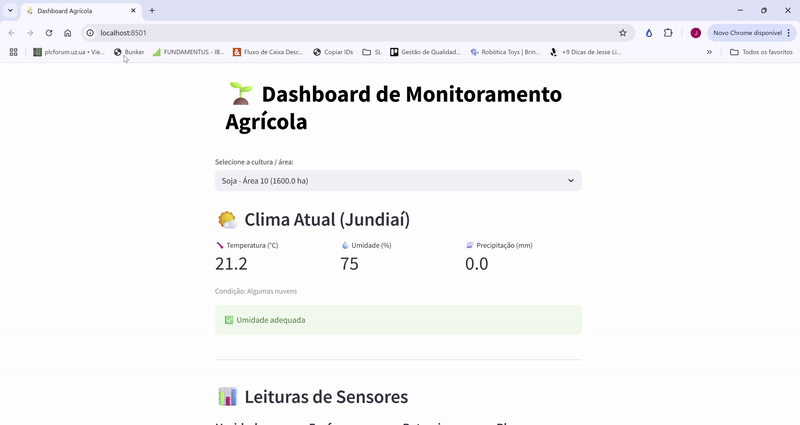 Dashboard Agrícola
localhost:8501
Novo Chrome disponível
plcforum.uz.ua • Vie...
Bunker
FUNDAMENTUS - IB...
Fluxo de Caixa Desc...
Copiar IDs
SL
Gestão de Qualidad...
Robótica Toys | Brin...
+9 Dicas de Jesse Li...
Todos os favoritos
Dashboard de Monitoramento
Agrícola
Selecione a cultura / área:
Soja - Área 10 (1600.0 ha)
Clima Atual (Jundiaí)
Temperatura (°C) Umidade (%) Precipitação (mm)
21.2 75 0.0
Condição: Algumas nuvens
Umidade adequada
Leituras de Sensores